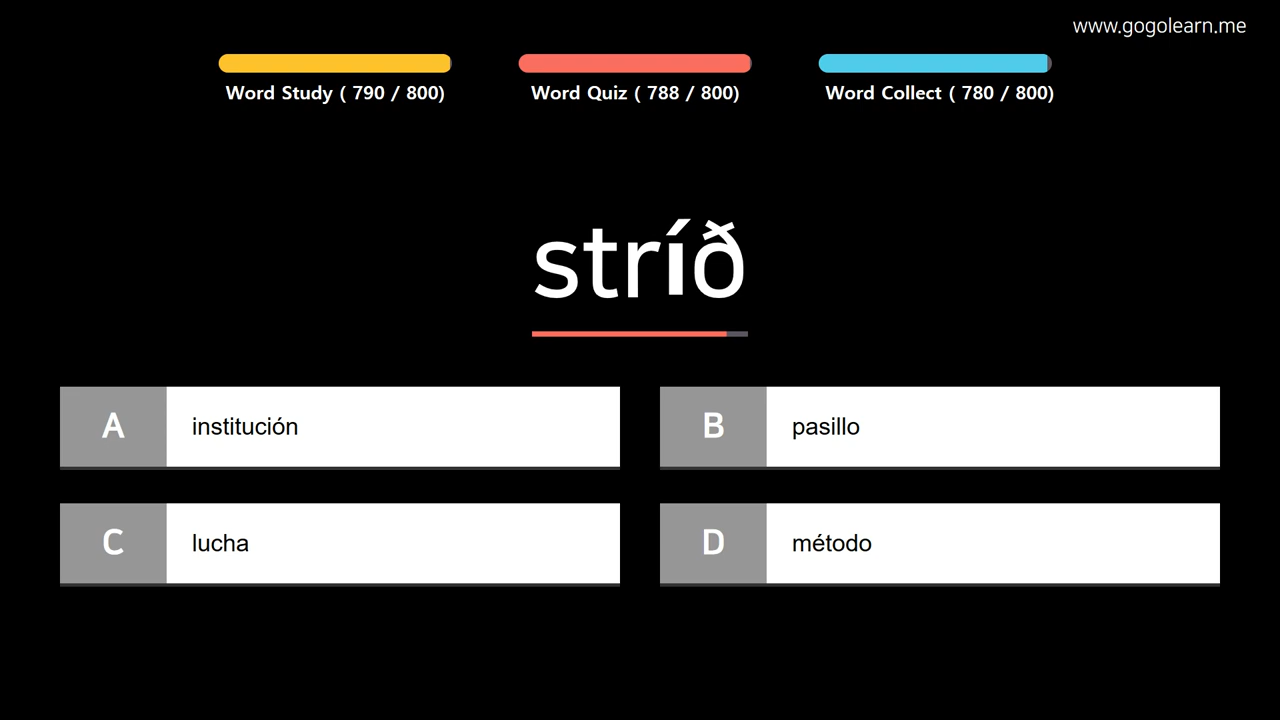 www.gogolearn.me
Word Study ( 790 / 800)
Word Quiz ( 788 / 800)
Word Collect ( 780 / 800)
stríð
A institución
B pasillo
C lucha
D método